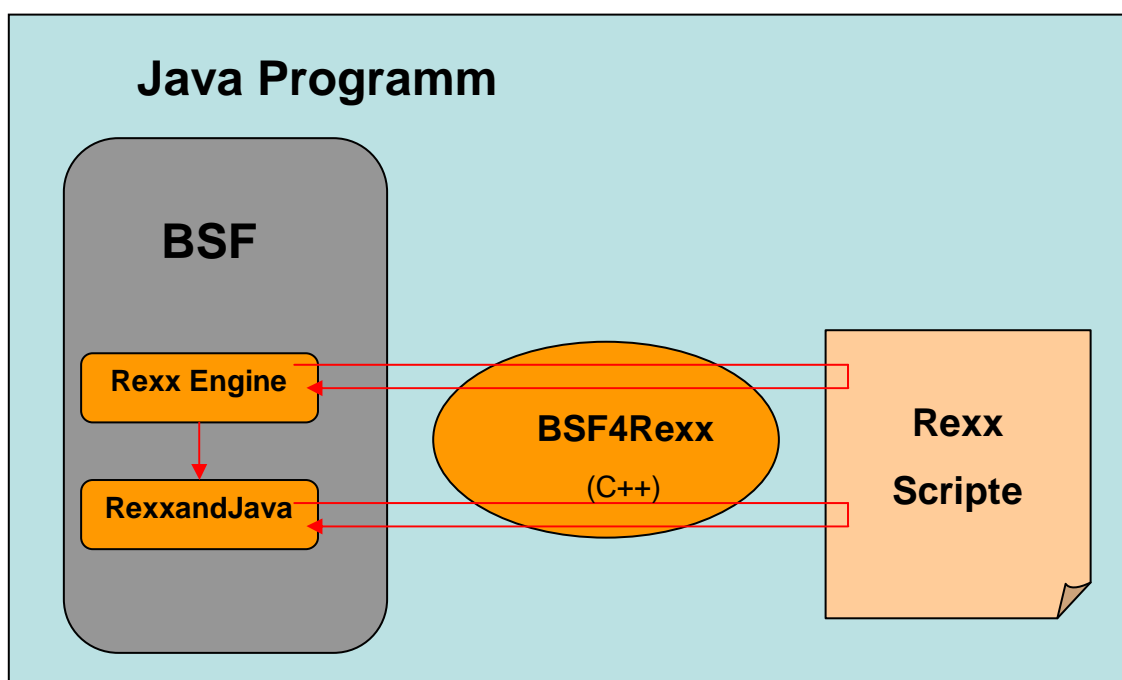 Java Programm
BSF
Rexx Engine
RexxandJava
BSF4Rexx
(C++)
Rexx
Scripte